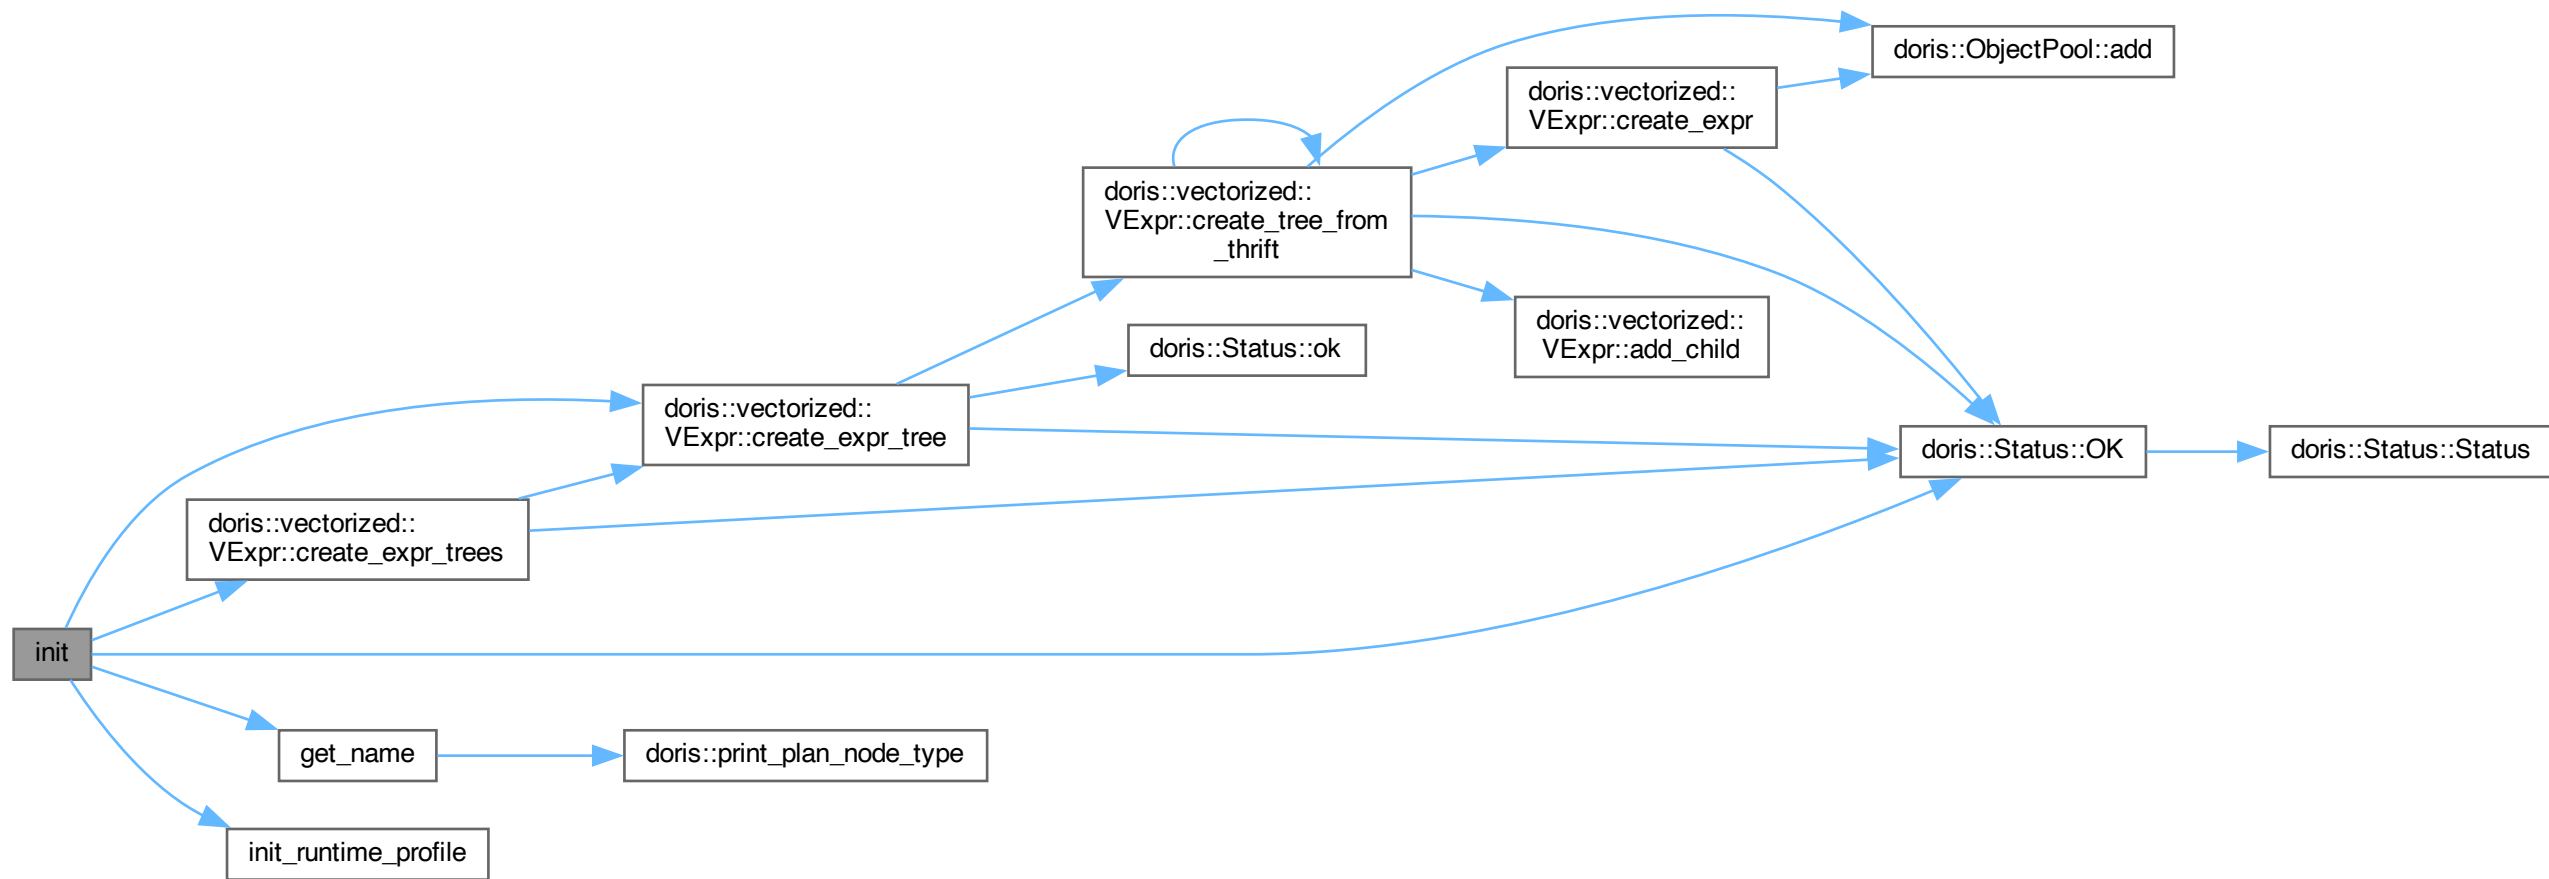 doris::ObjectPool::add
doris::vectorized::
VExpr::create_expr
doris::vectorized::
VExpr::create_tree_from
_thrift
doris::vectorized::
VExpr::add_child
doris::Status::ok
doris::vectorized::
VExpr::create_expr_tree
doris::Status::OK
doris::Status::Status
doris::vectorized::
VExpr::create_expr_trees
init
get_name
doris::print_plan_node_type
init_runtime_profile